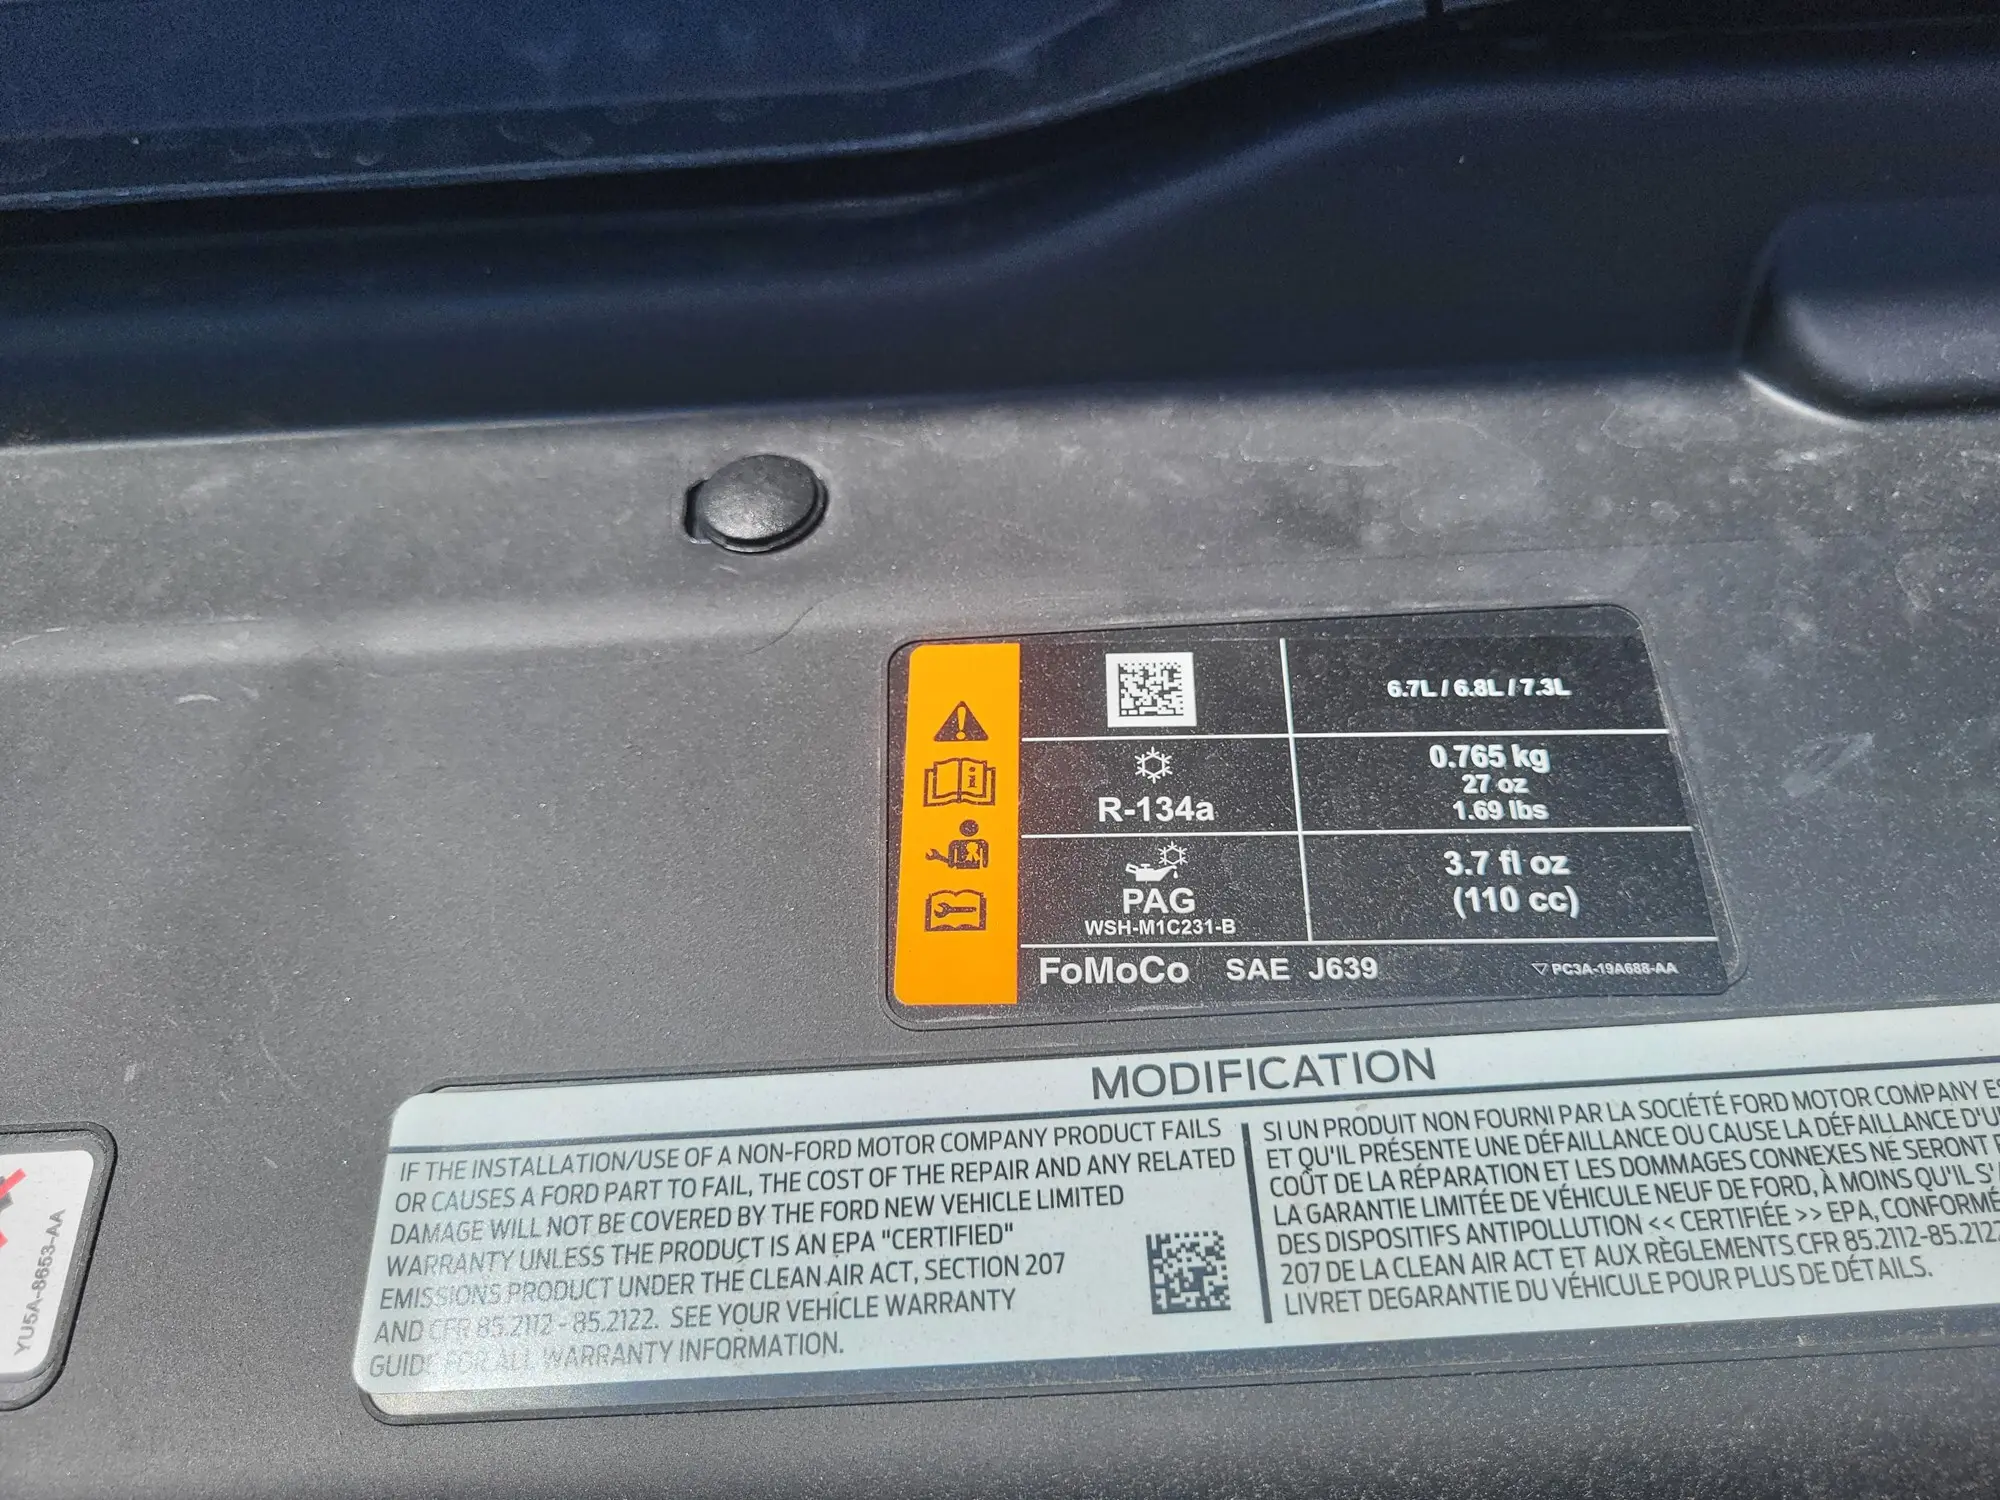 6.7L / 6.8L / 7.3L
R-134a
0.765 kg
27 oz
1.69 lbs
PAG
WSH-M1C231-B
3.7 fl oz
(110 cc)
FoMoCo SAE J639
PC3A-19A688-AA
MODIFICATION
IF THE INSTALLATION/USE OF A NON-FORD MOTOR COMPANY PRODUCT FAILS
OR CAUSES A FORD PART TO FAIL, THE COST OF THE REPAIR AND ANY RELATED
DAMAGE WILL NOT BE COVERED BY THE FORD NEW VEHICLE LIMITED
WARRANTY UNLESS THE PRODUCT IS AN EPA "CERTIFIED"
EMISSIONS PRODUCT UNDER THE CLEAN AIR ACT, SECTION 207
AND CFR 85.2112 - 85.2122. SEE YOUR VEHICLE WARRANTY
GUIDE FOR ALL WARRANTY INFORMATION.
SI UN PRODUIT NON FOURNI PAR LA SOCIÉTÉ FORD MOTOR COMPANY
ET QU'IL PRÉSENTE UNE DÉFAILLANCE OU CAUSE LA DÉFAILLANCE
COÛT DE LA RÉPARATION ET LES DOMMAGES CONNEXES NE SERONT
LA GARANTIE LIMITÉE DE VÉHICULE NEUF DE FORD, À MOINS QU'IL
DES DISPOSITIFS ANTIPOLLUTION << CERTIFIÉE >> EPA,
207 DE LA CLEAN AIR ACT ET AUX RÈGLEMENTS CFR 85.2112-85.2122
LIVRET DEGARANTIE DU VÉHICULE POUR PLUS DE DÉTAILS.
YU5A-8653-AA